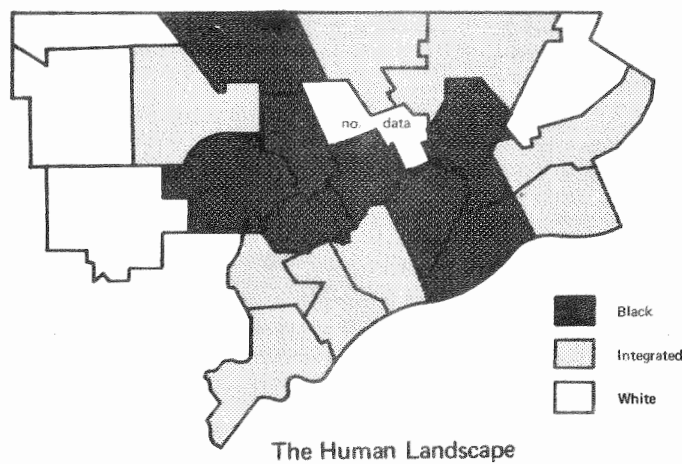 no. data
Black
Integrated
White
The Human Landscape